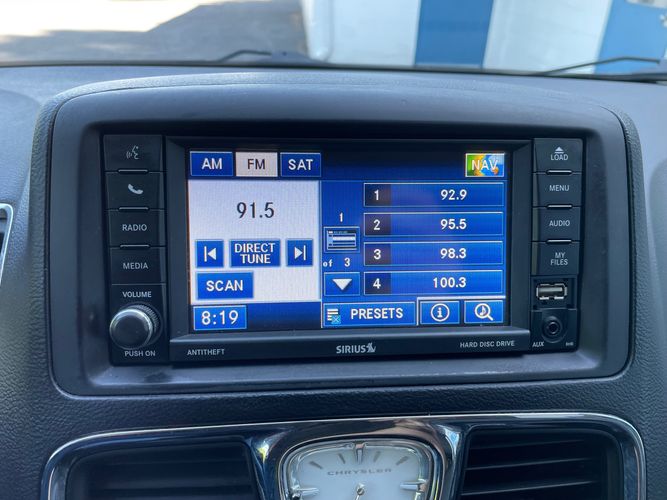 AM FM SAT NAV
91.5
DIRECT
TUNE
SCAN
8:19
1
of 3
1 92.9
2 95.5
3 98.3
4 100.3
PRESETS
RADIO
MEDIA
VOLUME
PUSH ON
LOAD
MENU
AUDIO
MY
FILES
AUX
ANTITHEFT
SIRIUS
HARD DISC DRIVE
CHRYSLER